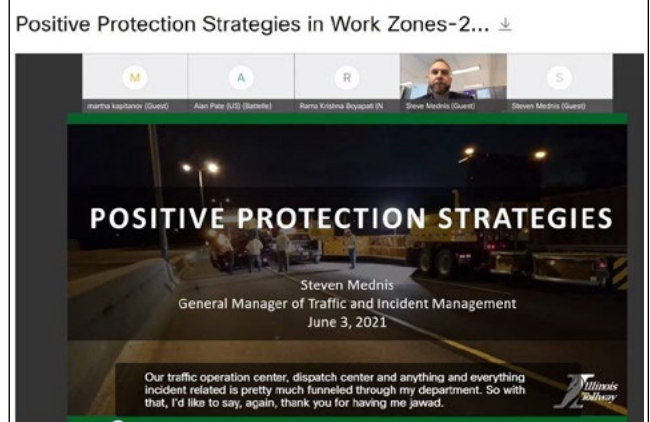 Positive Protection Strategies in Work Zones-2...
M
A
R
S
martha kapitanov (Guest)
Alan Pate (US) (Battelle)
Rama Krishna Boyapati (N
Steve Mednis (Guest)
Steven Mednis (Guest)
POSITIVE PROTECTION STRATEGIES
Steven Mednis
General Manager of Traffic and Incident Management
June 3, 2021
Our traffic operation center, dispatch center and anything and everything
incident related is pretty much funneled through my department. So with
that, I'd like to say, again, thank you for having me jawad.
Illinois
Tollway